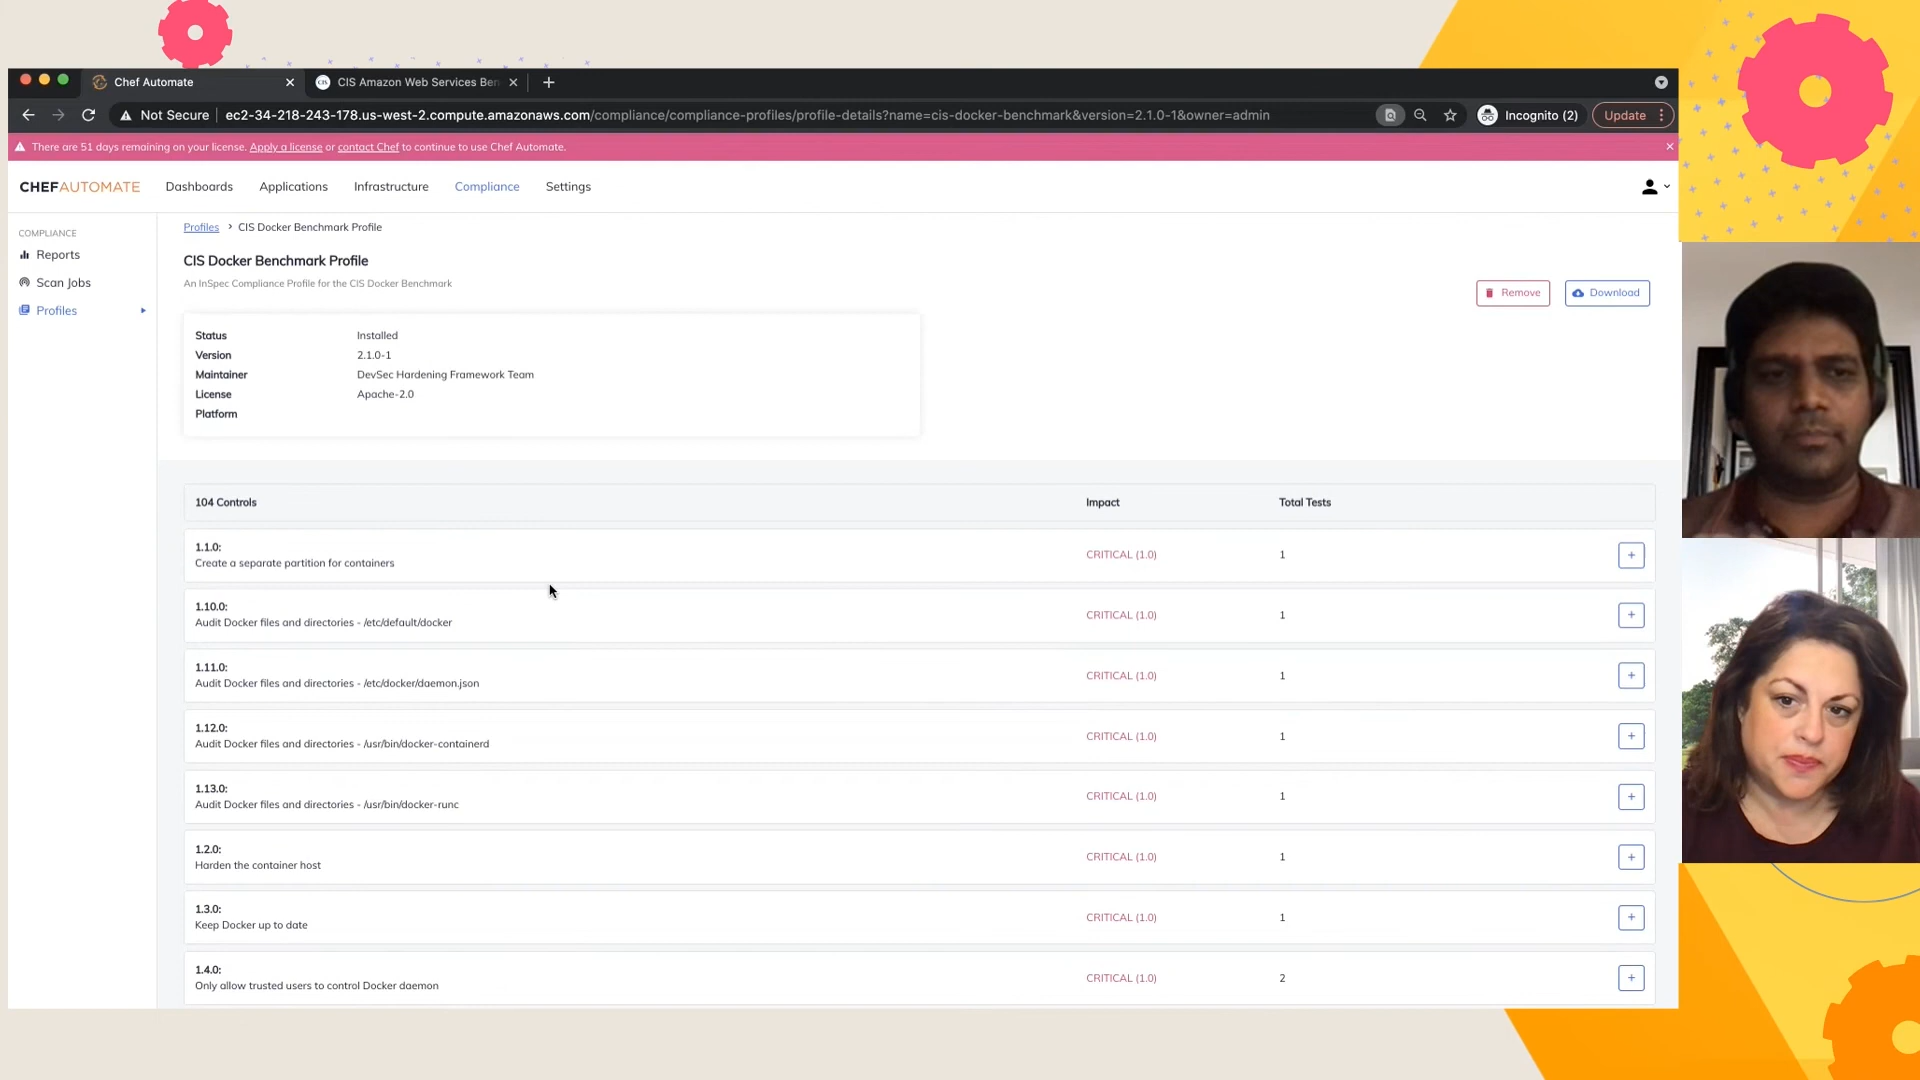 Chef Automate
CIS Amazon Web Services Ben
Not Secure
ec2-34-218-243-178.us-west-2.compute.amazonaws.com/compliance/compliance-profiles/profile-details?name=cis-docker-benchmark&version=2.1.0-1&owner=admin
Incognito (2)
Update
There are 51 days remaining on your license. Apply a license or contact Chef to continue to use Chef Automate.
CHEFAUTOMATE
Dashboards
Applications
Infrastructure
Compliance
Settings
COMPLIANCE
Reports
Scan Jobs
Profiles
Profiles > CIS Docker Benchmark Profile
CIS Docker Benchmark Profile
An InSpec Compliance Profile for the CIS Docker Benchmark
Remove
Download
Status Installed
Version 2.1.0-1
Maintainer DevSec Hardening Framework Team
License Apache-2.0
Platform
104 Controls Impact Total Tests
1.1.0:
Create a separate partition for containers
CRITICAL (1.0) 1
1.10.0:
Audit Docker files and directories - /etc/default/docker
CRITICAL (1.0) 1
1.11.0:
Audit Docker files and directories - /etc/docker/daemon.json
CRITICAL (1.0) 1
1.12.0:
Audit Docker files and directories - /usr/bin/docker-containerd
CRITICAL (1.0) 1
1.13.0:
Audit Docker files and directories - /usr/bin/docker-runc
CRITICAL (1.0) 1
1.2.0:
Harden the container host
CRITICAL (1.0) 1
1.3.0:
Keep Docker up to date
CRITICAL (1.0) 1
1.4.0:
Only allow trusted users to control Docker daemon
CRITICAL (1.0) 2